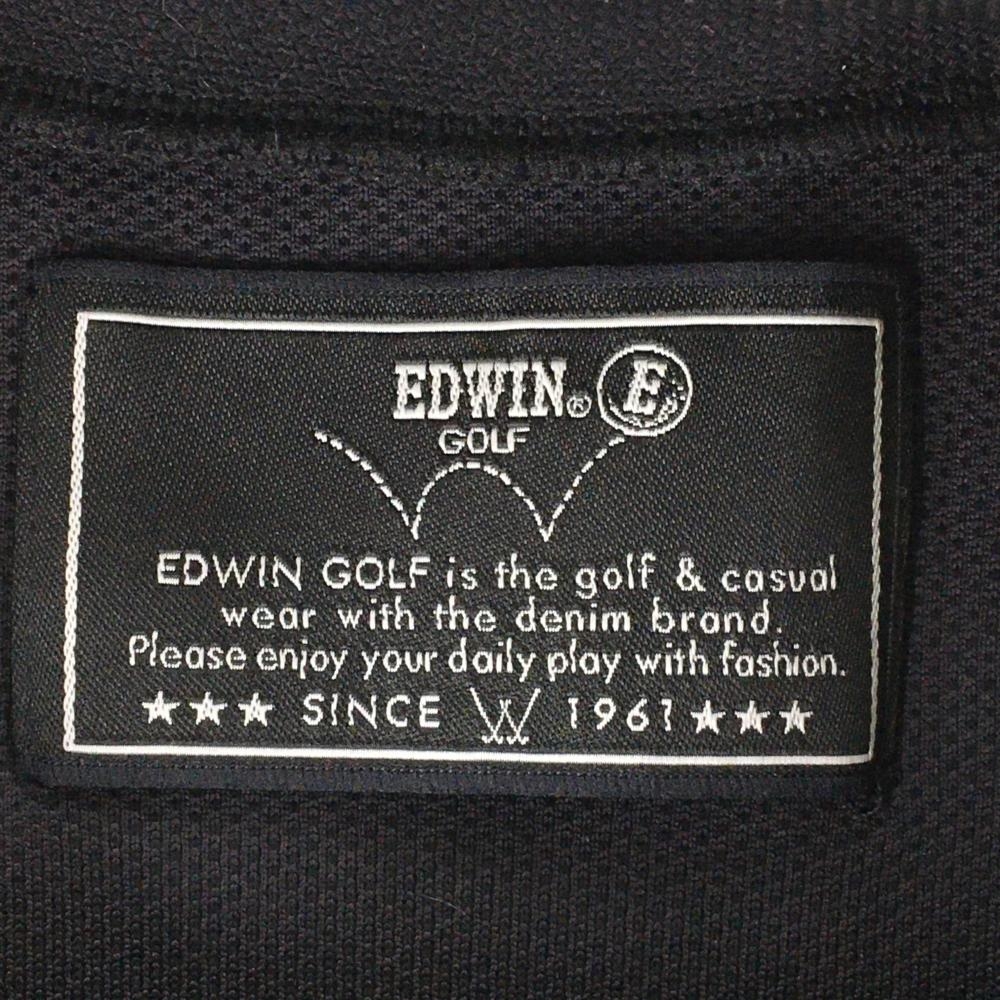 EDWIN® E
GOLF
EDWIN GOLF is the golf & casual
wear with the denim brand.
Please enjoy your daily play with fashion.
★★★ SINCE 1961 ★★★